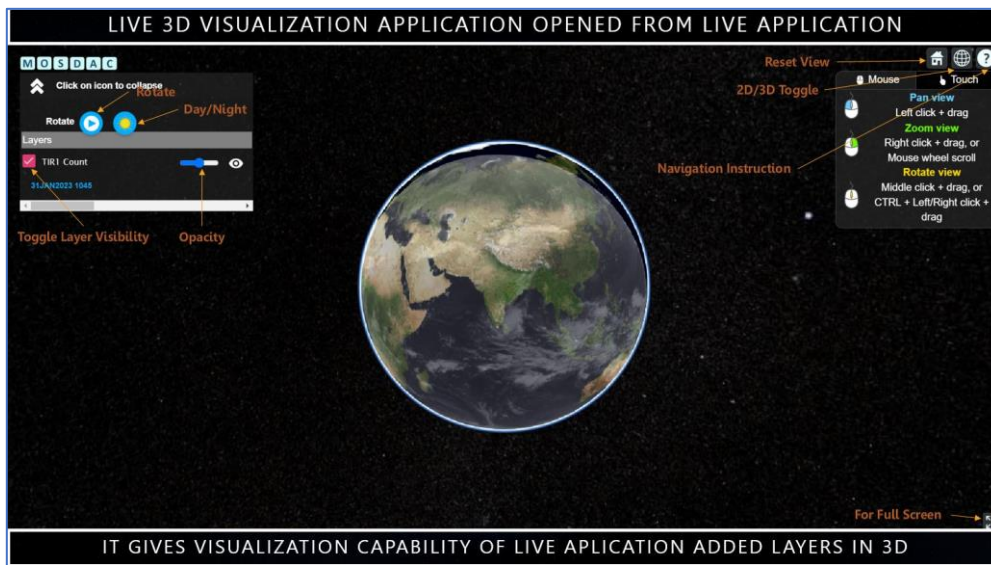 LIVE 3D VISUALIZATION APPLICATION OPENED FROM LIVE APPLICATION
MOSDAC
Click on icon to collapse
Rotate
Rotate
Day/Night
Layers
TIR1 Count
31JAN2023 1045
Toggle Layer Visibility
Opacity
Reset View
2D/3D Toggle
Navigation Instruction
?
Mouse
Touch
Pan view
Left click + drag
Zoom view
Right click + drag, or
Mouse wheel scroll
Rotate view
Middle click + drag, or
CTRL + Left/Right click +
drag
For Full Screen
IT GIVES VISUALIZATION CAPABILITY OF LIVE APLICATION ADDED LAYERS IN 3D